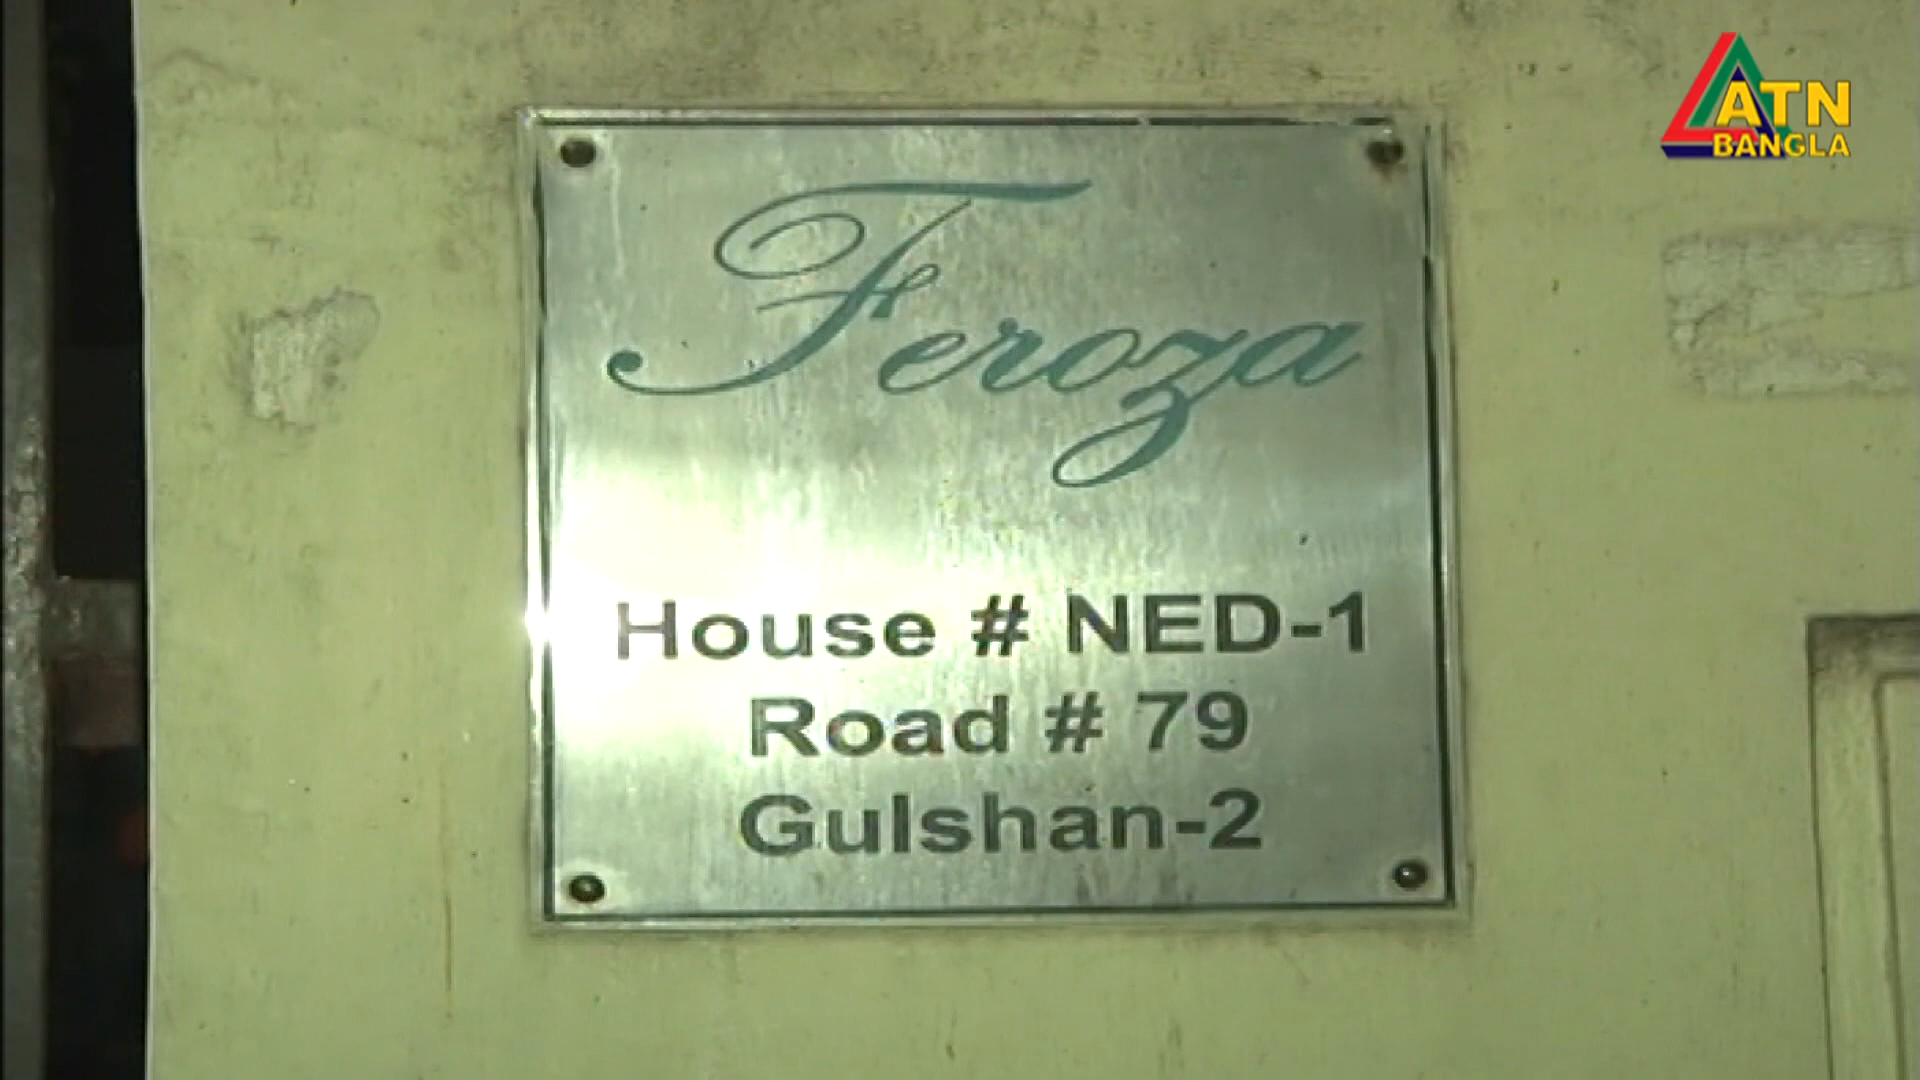 ATN
BANGLA
Feroza
House # NED-1
Road # 79
Gulshan-2